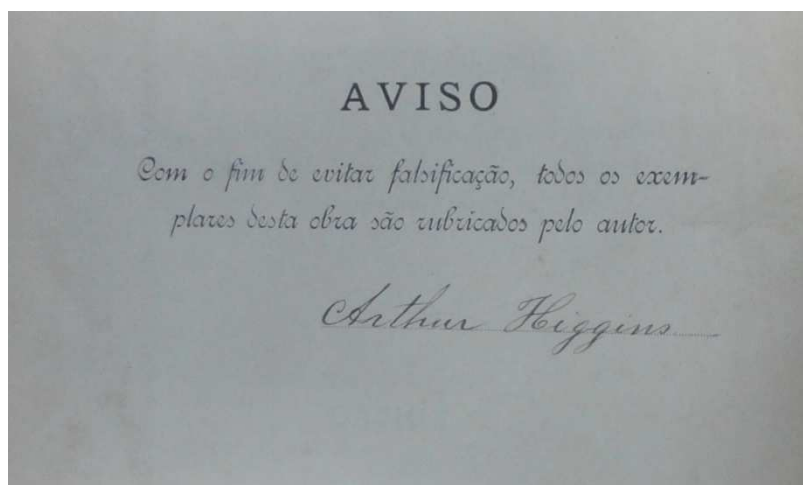 AVISO
Com o fim de evitar falsificação, todos os exem-
plares desta obra são rubricados pelo autor.
Arthur Higgins